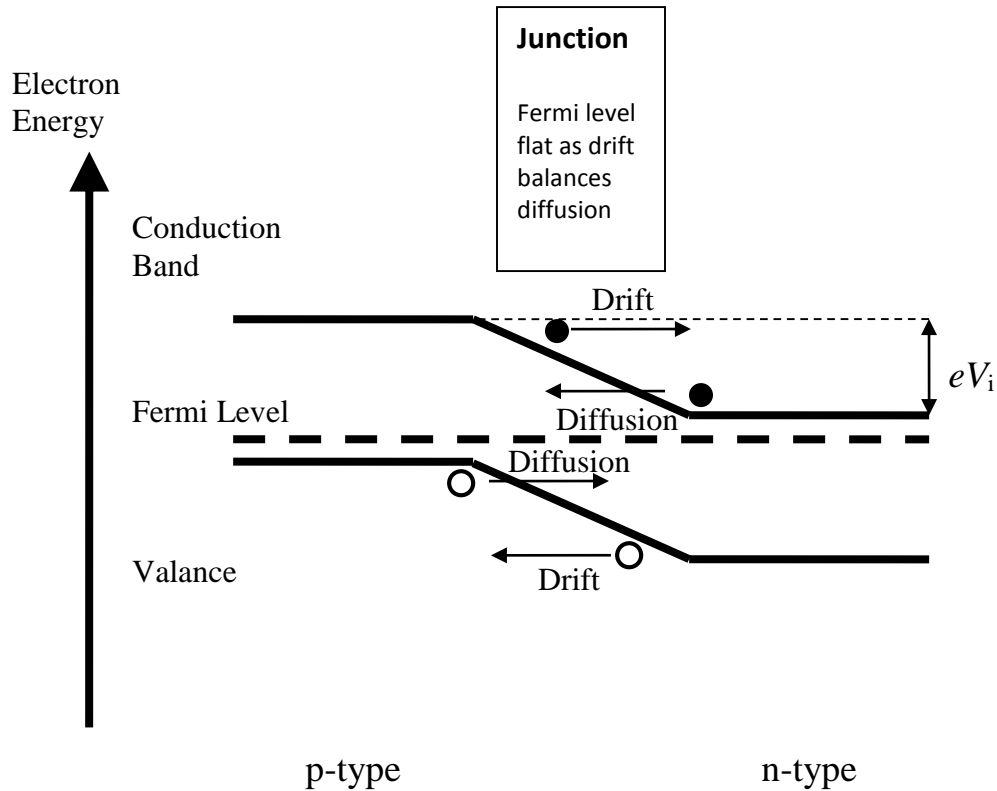 Junction
Fermi level
flat as drift
balances
diffusion
Electron
Energy
Conduction
Band
Drift
eVi
Fermi Level
Diffusion
Diffusion
Valance
Drift
p-type
n-type